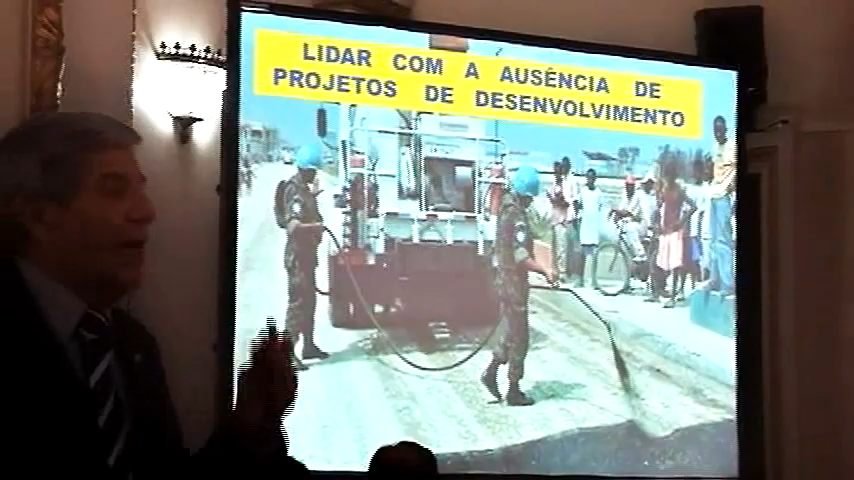 LIDAR COM A AUSÊNCIA DE
PROJETOS DE DESENVOLVIMENTO